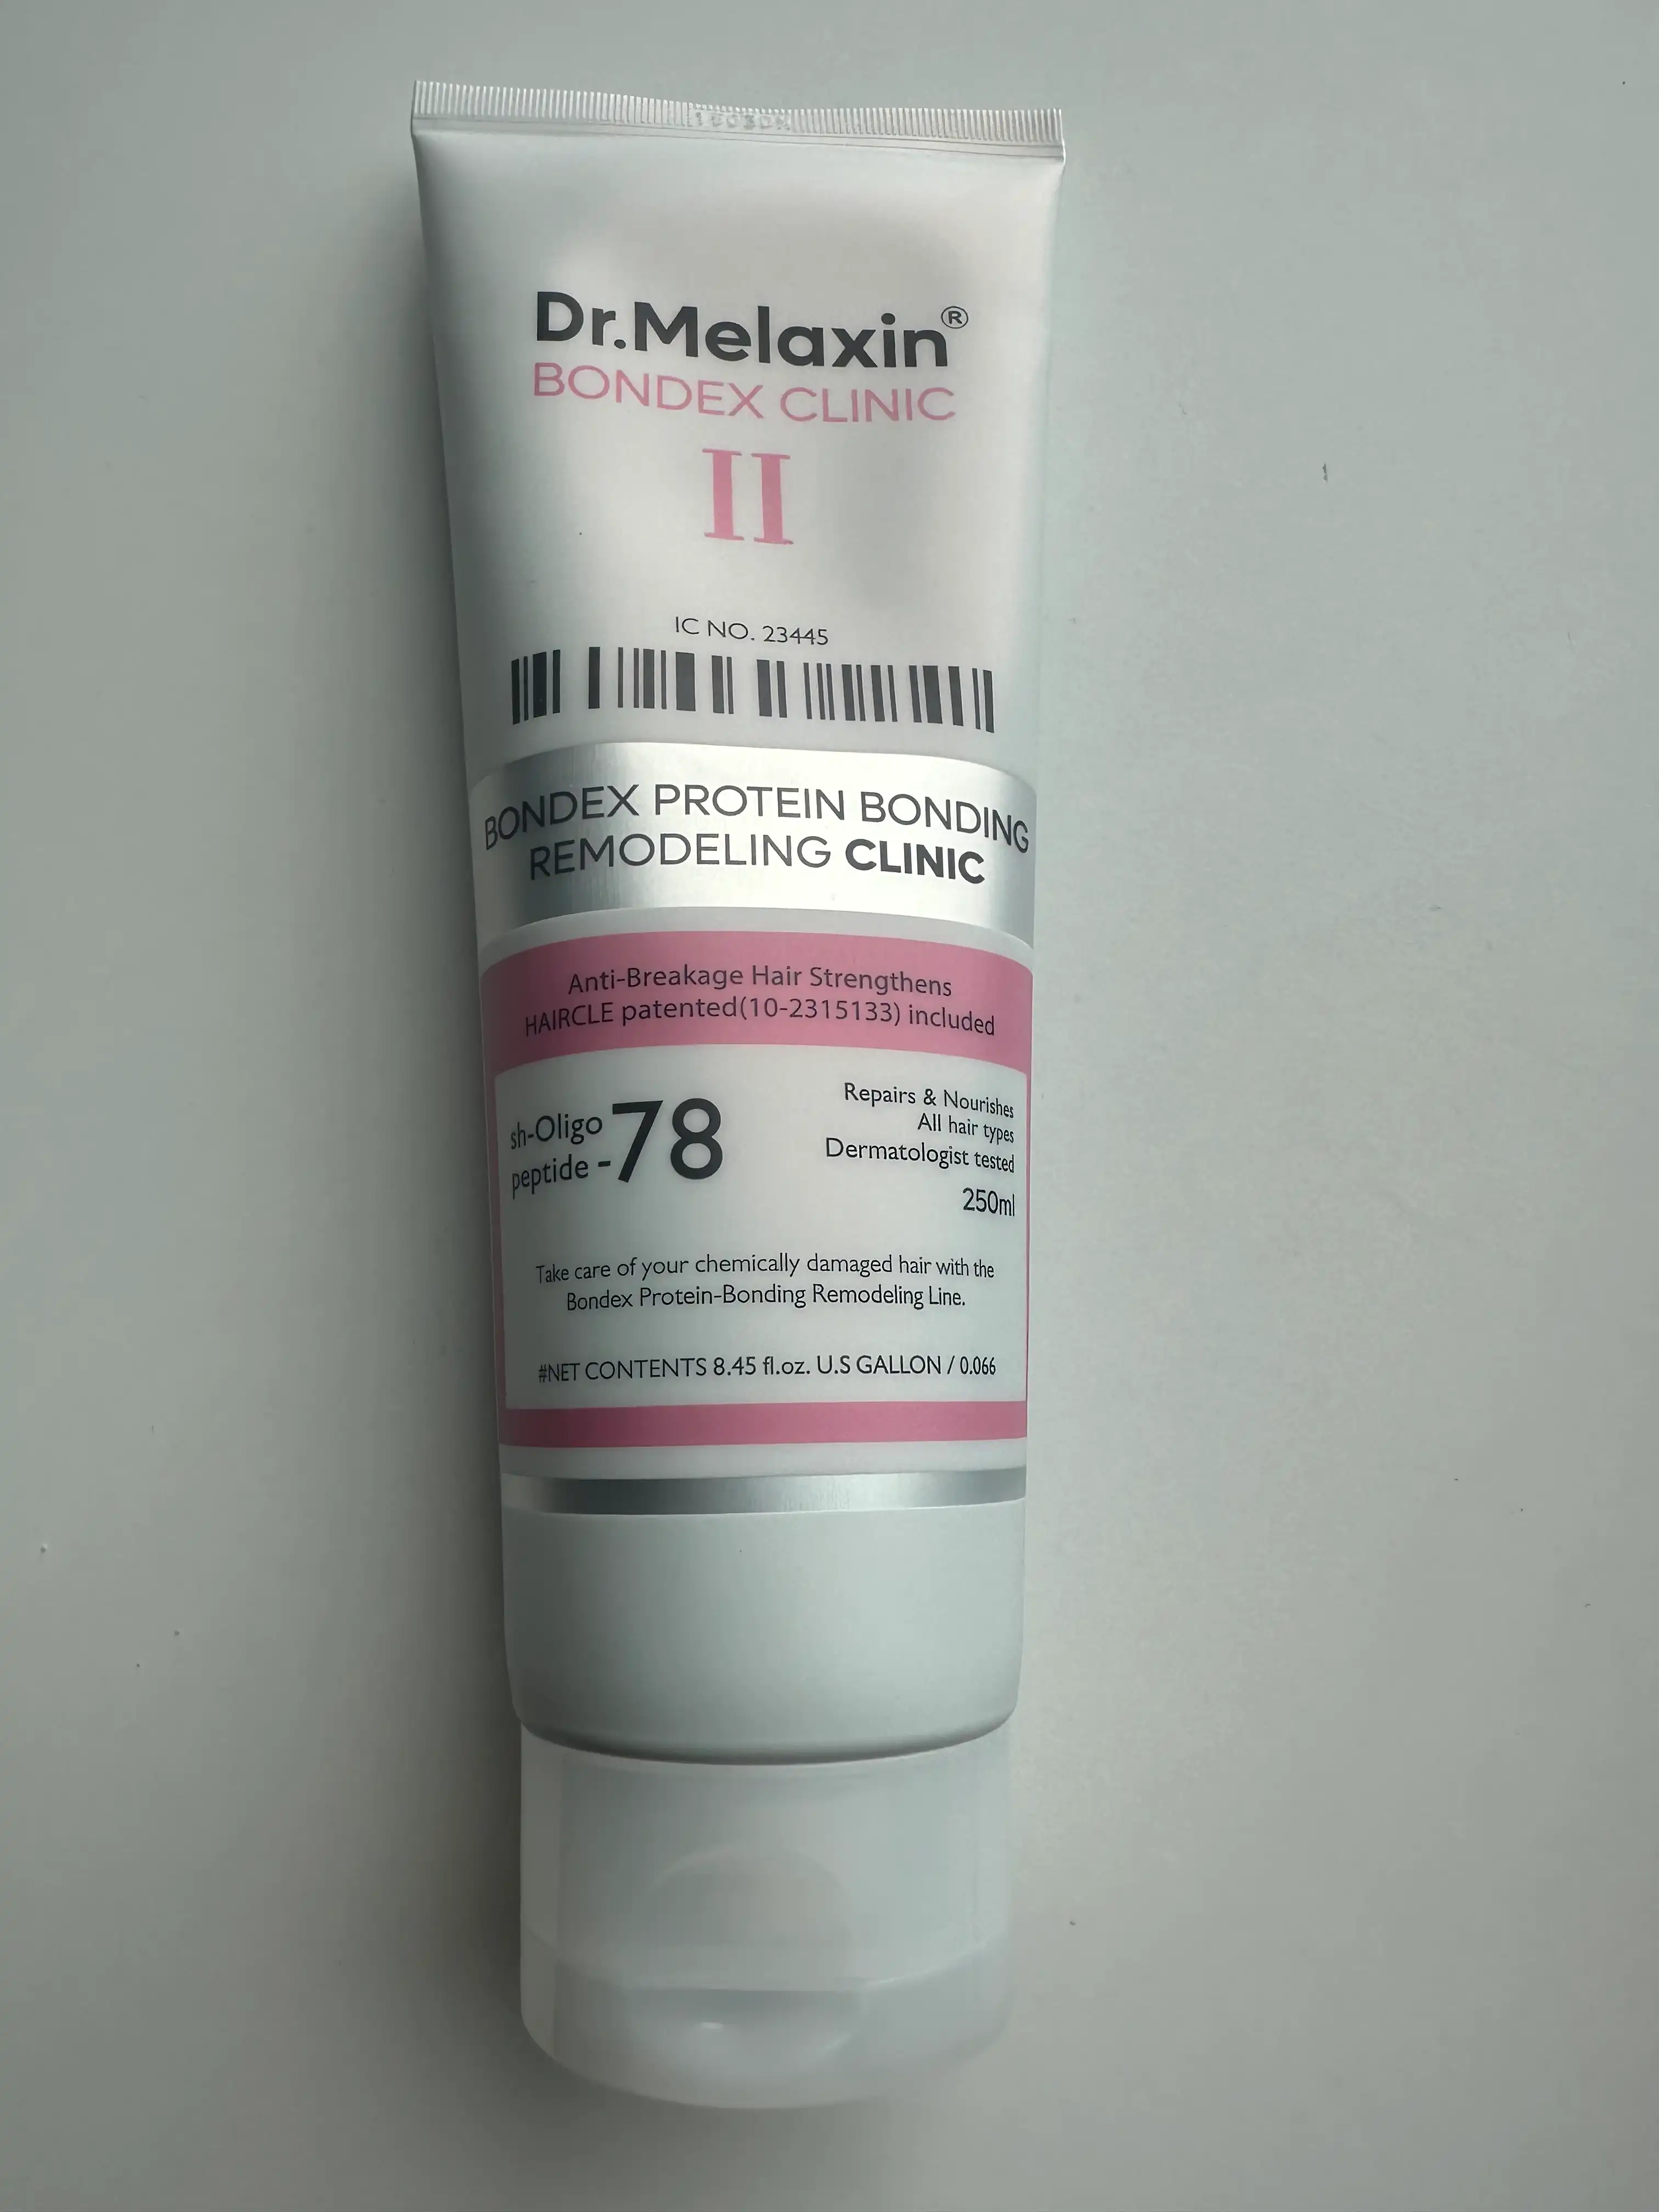 Dr.Melaxin®
BONDEX CLINIC
II
IC NO. 23445
BONDEX PROTEIN BONDING
REMODELING CLINIC
Anti-Breakage Hair Strengthens
HAIRCLE patented(10-2315133) included
sh-Oligo
peptide -78
Repairs & Nourishes
All hair types
Dermatologist tested
250ml
Take care of your chemically damaged hair with the
Bondex Protein-Bonding Remodeling Line.
#NET CONTENTS 8.45 fl.oz. U.S GALLON / 0.066